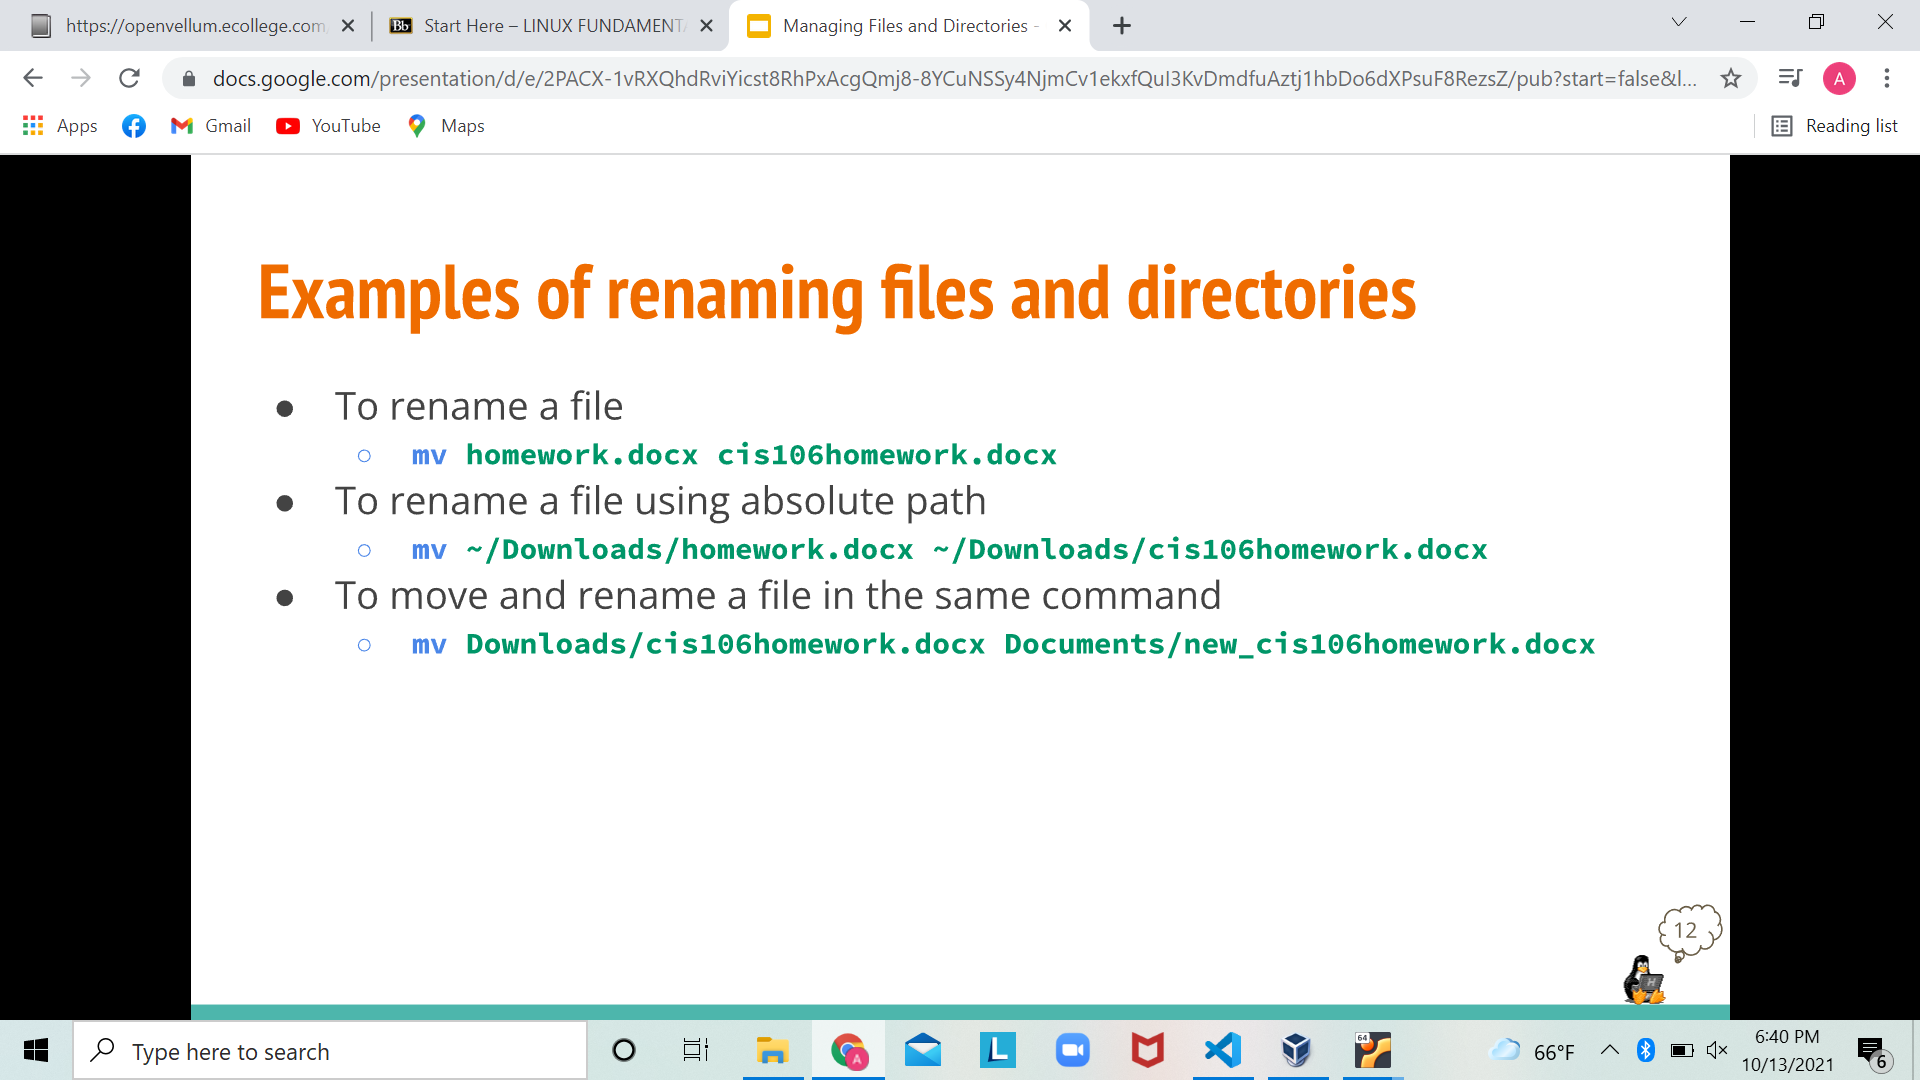 https://openvellum.ecollege.com
Bb Start Here – LINUX FUNDAMENT
Managing Files and Directories -
docs.google.com/presentation/d/e/2PACX-1vRXQhdRviYicst8RhPxAcgQmj8-8YCuNSSy4NjmCv1ekxfQuI3KvDmdfuAztj1hbDo6dXPsuF8RezsZ/pub?start=false&l...
A
Apps
Gmail
YouTube
Maps
Reading list
Examples of renaming files and directories
● To rename a file
○ mv homework.docx cis106homework.docx
● To rename a file using absolute path
○ mv ~/Downloads/homework.docx ~/Downloads/cis106homework.docx
● To move and rename a file in the same command
○ mv Downloads/cis106homework.docx Documents/new_cis106homework.docx
12
Type here to search
A
L
64
66°F
6:40 PM
10/13/2021
6